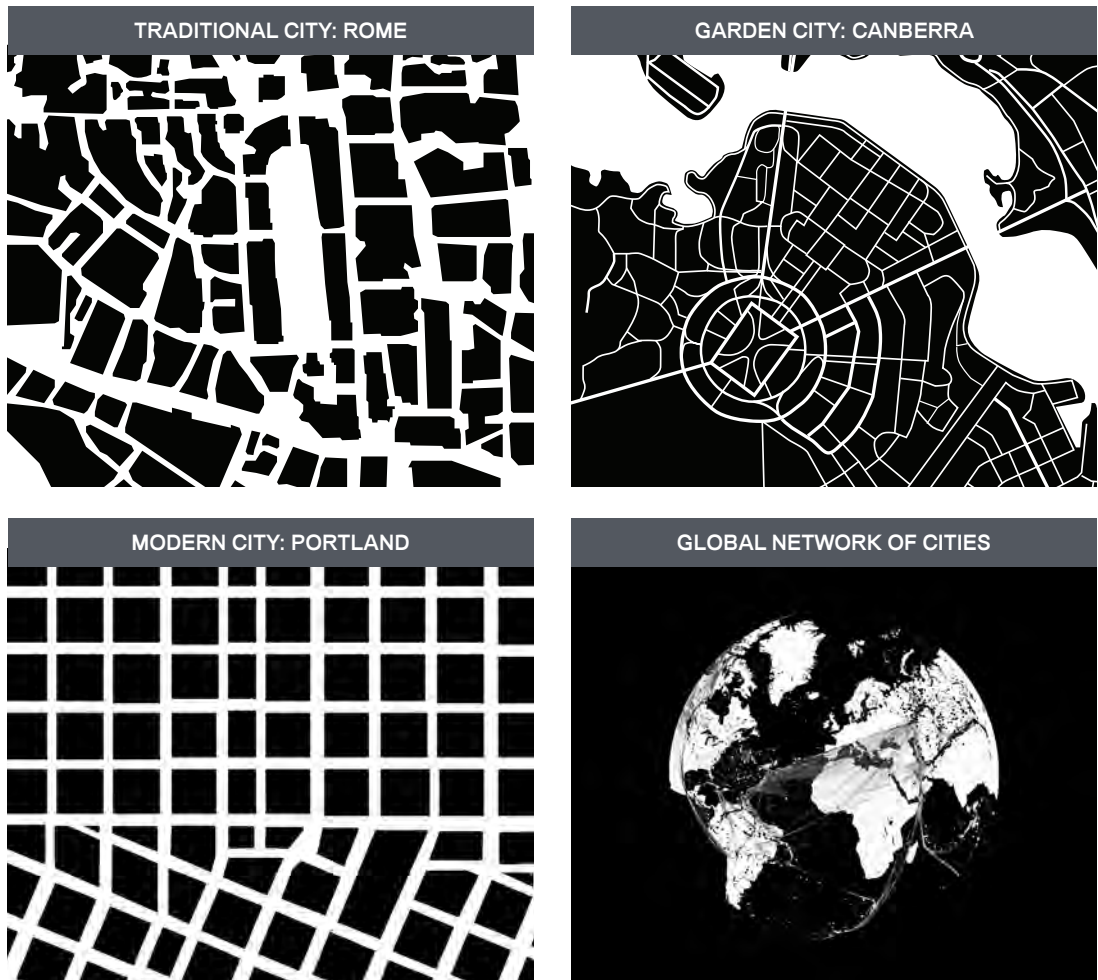 TRADITIONAL CITY: ROME
GARDEN CITY: CANBERRA
MODERN CITY: PORTLAND
GLOBAL NETWORK OF CITIES